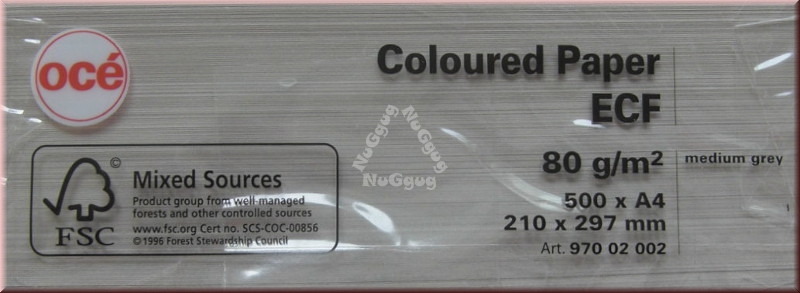 océ
Coloured Paper
ECF
80 g/m²
medium grey
500 x A4
210 x 297 mm
Art. 970 02 002
©
FSC
Mixed Sources
Product group from well-managed
forests and other controlled sources
www.fsc.org Cert no. SCS-COC-00856
©1996 Forest Stewardship Council
NuGgug
NuGgug
NuGgug